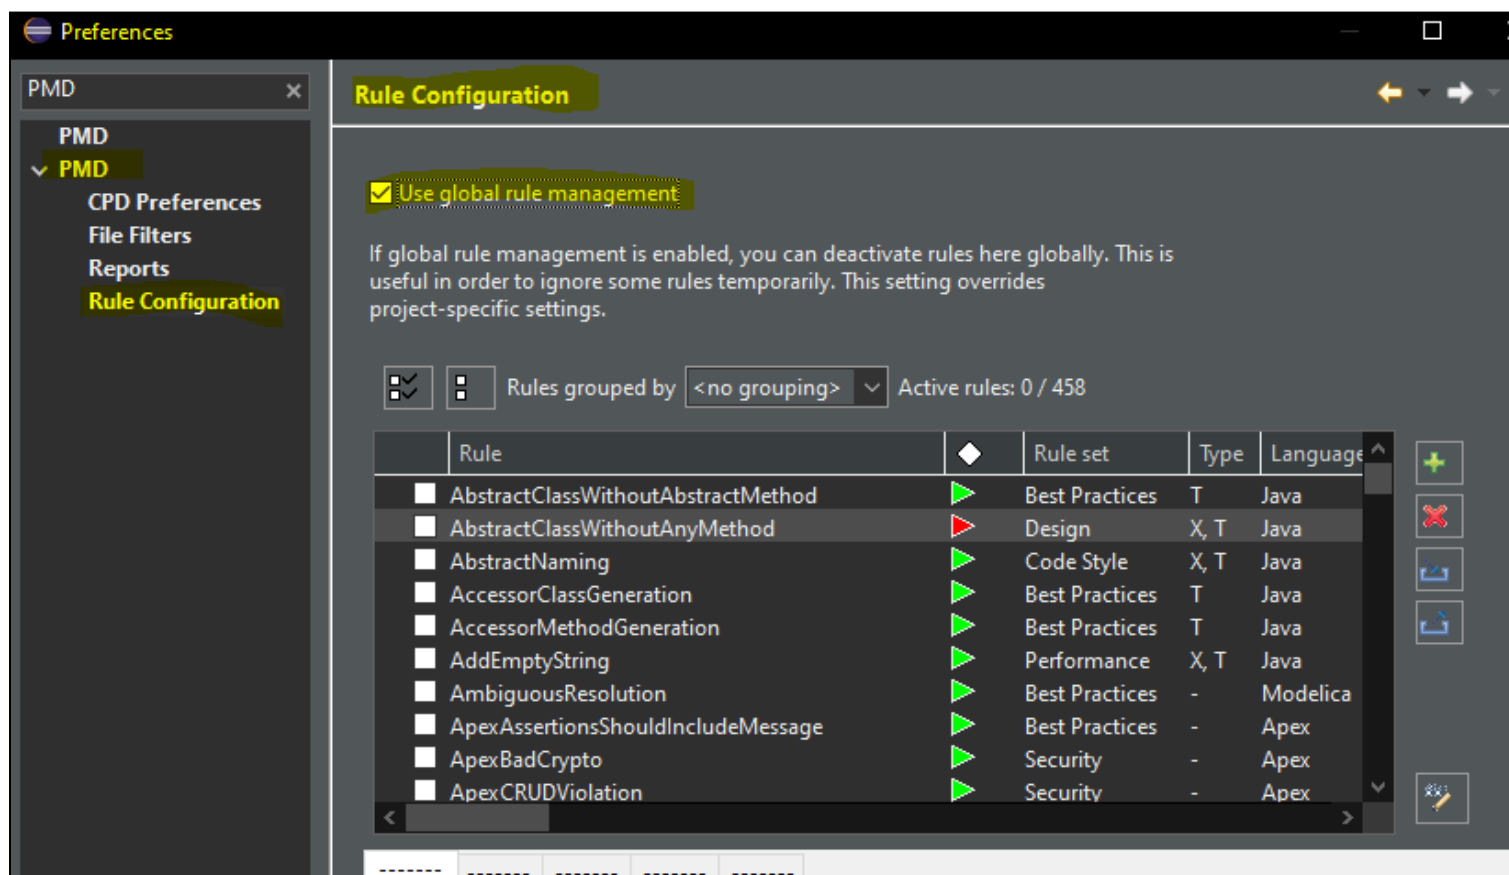 Preferences
PMD
PMD
PMD
CPD Preferences
File Filters
Reports
Rule Configuration
Rule Configuration
Use global rule management
If global rule management is enabled, you can deactivate rules here globally. This is
useful in order to ignore some rules temporarily. This setting overrides
project-specific settings.
Rules grouped by <no grouping> Active rules: 0 / 458
Rule Rule set Type Language
AbstractClassWithoutAbstractMethod Best Practices T Java
AbstractClassWithoutAnyMethod Design X, T Java
AbstractNaming Code Style X, T Java
AccessorClassGeneration Best Practices T Java
AccessorMethodGeneration Best Practices T Java
AddEmptyString Performance X, T Java
AmbiguousResolution Best Practices - Modelica
ApexAssertionsShouldIncludeMessage Best Practices - Apex
ApexBadCrypto Security - Apex
ApexCRUDViolation Security - Apex
------- ------- ------- ------- -------